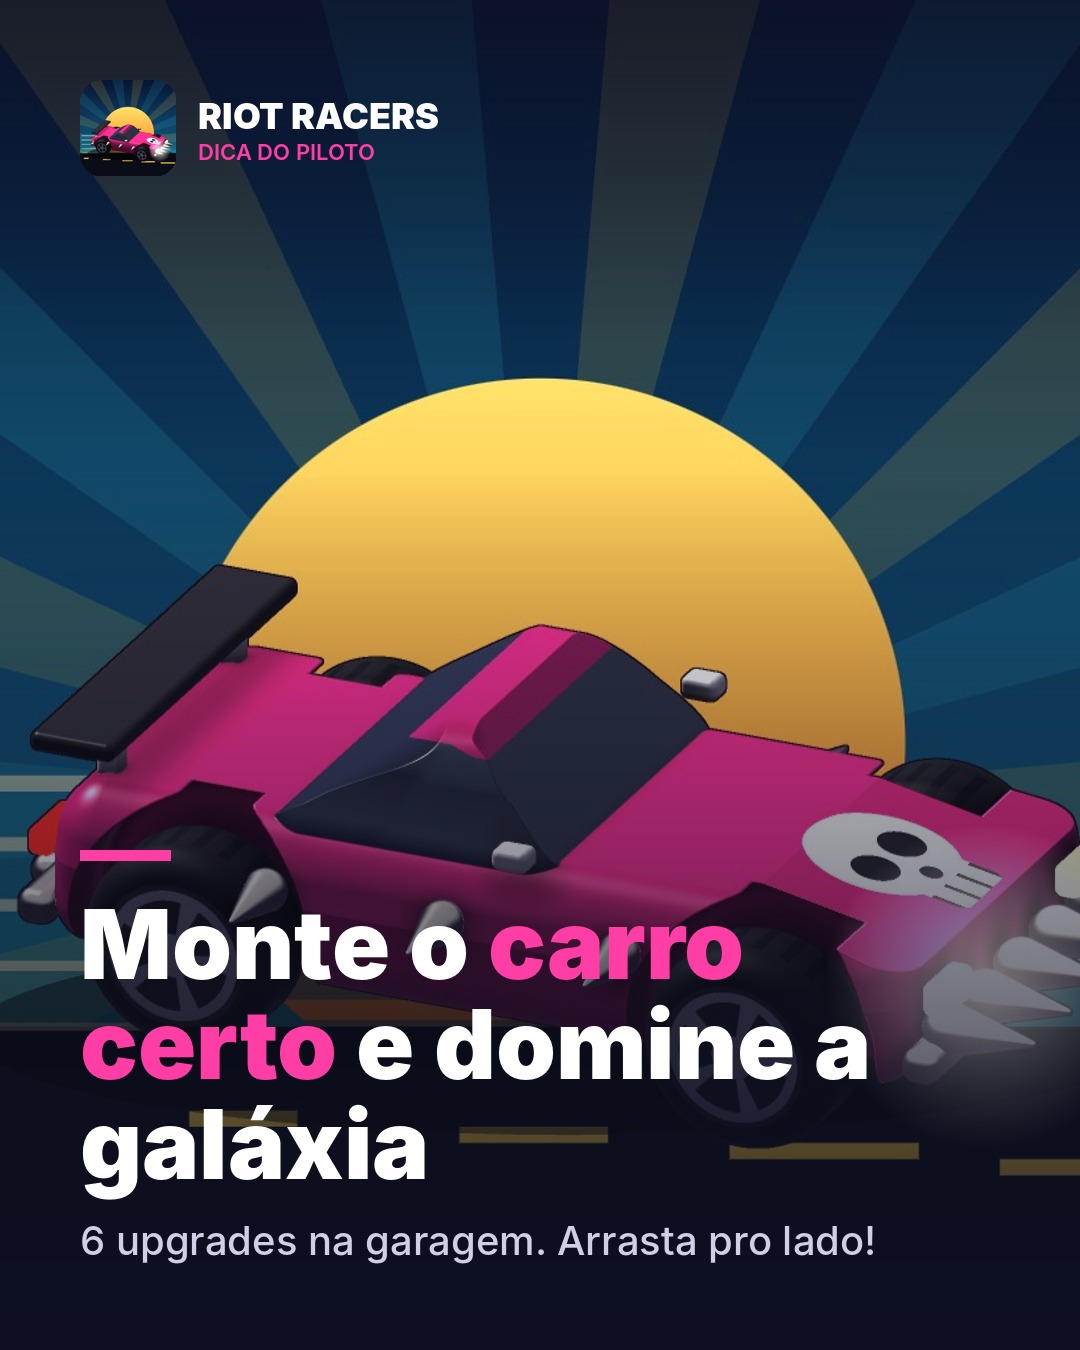 RIOT RACERS
DICA DO PILOTO
Monte o carro
certo e domine a
galáxia
6 upgrades na garagem. Arrasta pro lado!